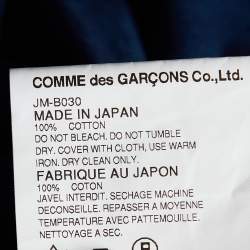 COMME des GARÇONS Co.,Ltd.
JM-B030
MADE IN JAPAN
100% COTTON
DO NOT BLEACH. DO NOT TUMBLE
DRY. COVER WITH CLOTH, USE WARM
IRON. DRY CLEAN ONLY.
FABRIQUE AU JAPON
100% COTON
JAVEL INTERDIT. SECHAGE MACHINE
DECONSEILLE. REPASSER A MOYENNE
TEMPERATURE AVEC PATTEMOUILLE.
NETTOYAGE A SEC.